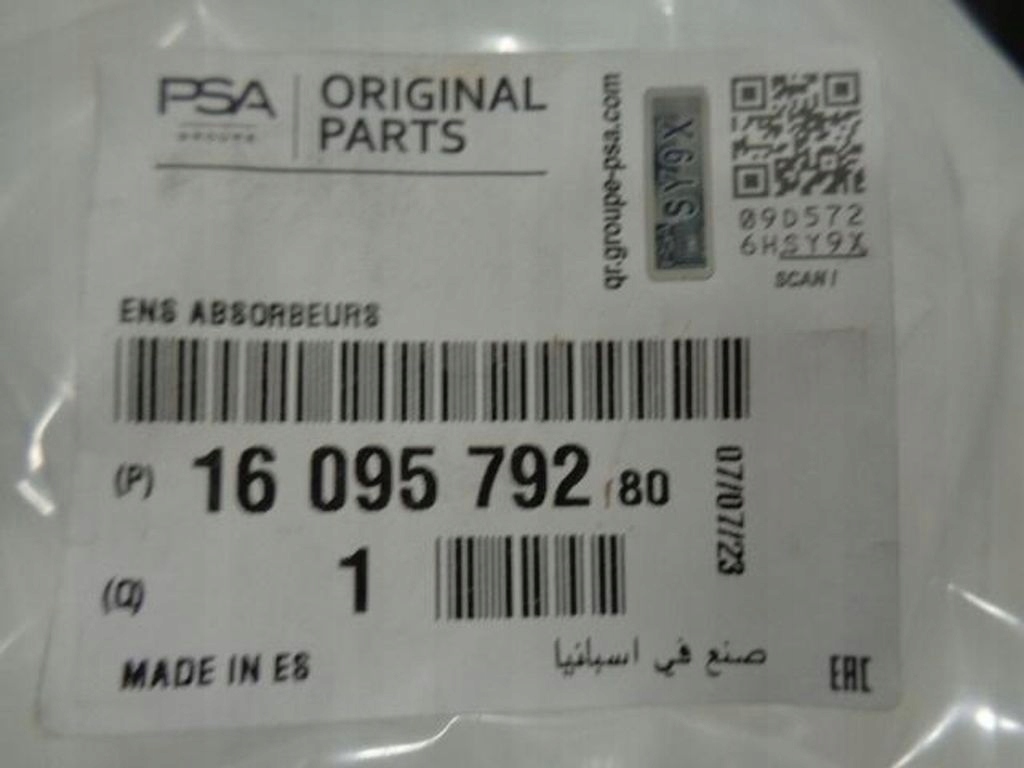 PSA
GROUPE
ORIGINAL
PARTS
qr.groupe-psa.com
SY9X
09D572
6HSY9X
SCAN!
ENS ABSORBEURS
(P) 16 095 792 80
07/07/23
(Q) 1
MADE IN ES
صنع في اسبانيا
EAC